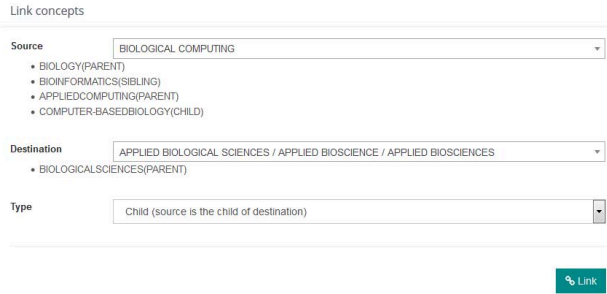 Link concepts
Source
BIOLOGICAL COMPUTING
• BIOLOGY(PARENT)
• BIOINFORMATICS(SIBLING)
• APPLIEDCOMPUTING(PARENT)
• COMPUTER-BASEDBIOLOGY(CHILD)
Destination
APPLIED BIOLOGICAL SCIENCES / APPLIED BIOSCIENCE / APPLIED BIOSCIENCES
• BIOLOGICALSCIENCES(PARENT)
Type
Child (source is the child of destination)
Link